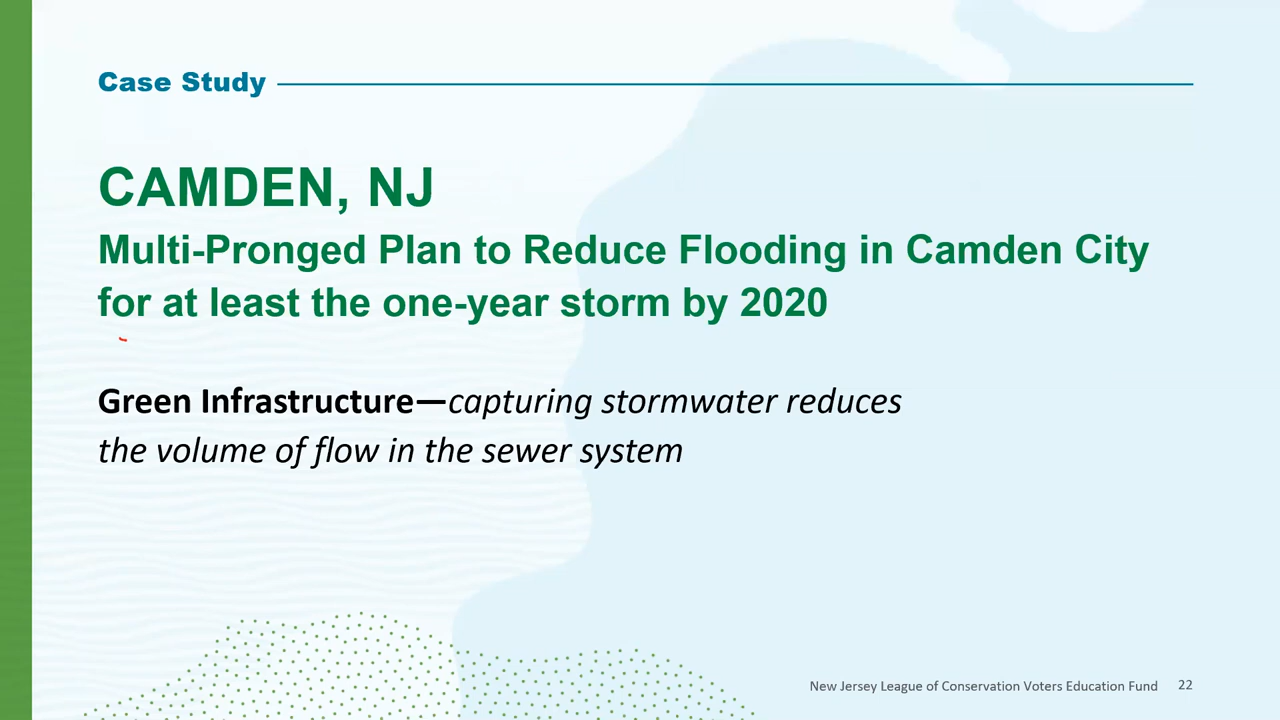 Case Study
CAMDEN, NJ
Multi-Pronged Plan to Reduce Flooding in Camden City
for at least the one-year storm by 2020
Green Infrastructure—capturing stormwater reduces
the volume of flow in the sewer system
New Jersey League of Conservation Voters Education Fund 22